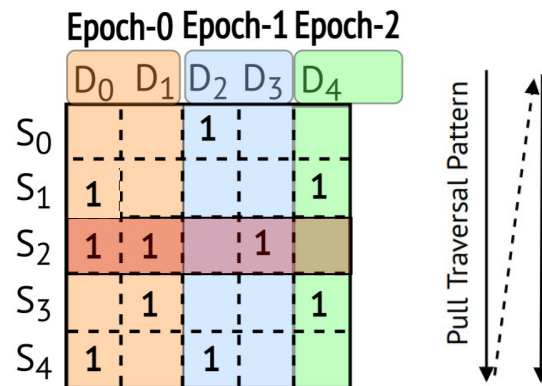 Epoch-0 Epoch-1 Epoch-2
D₀ D₁ D₂ D₃ D₄
S₀ 1
S₁ 1 1
S₂ 1 1 1
S₃ 1 1
S₄ 1 1
Pull Traversal Pattern